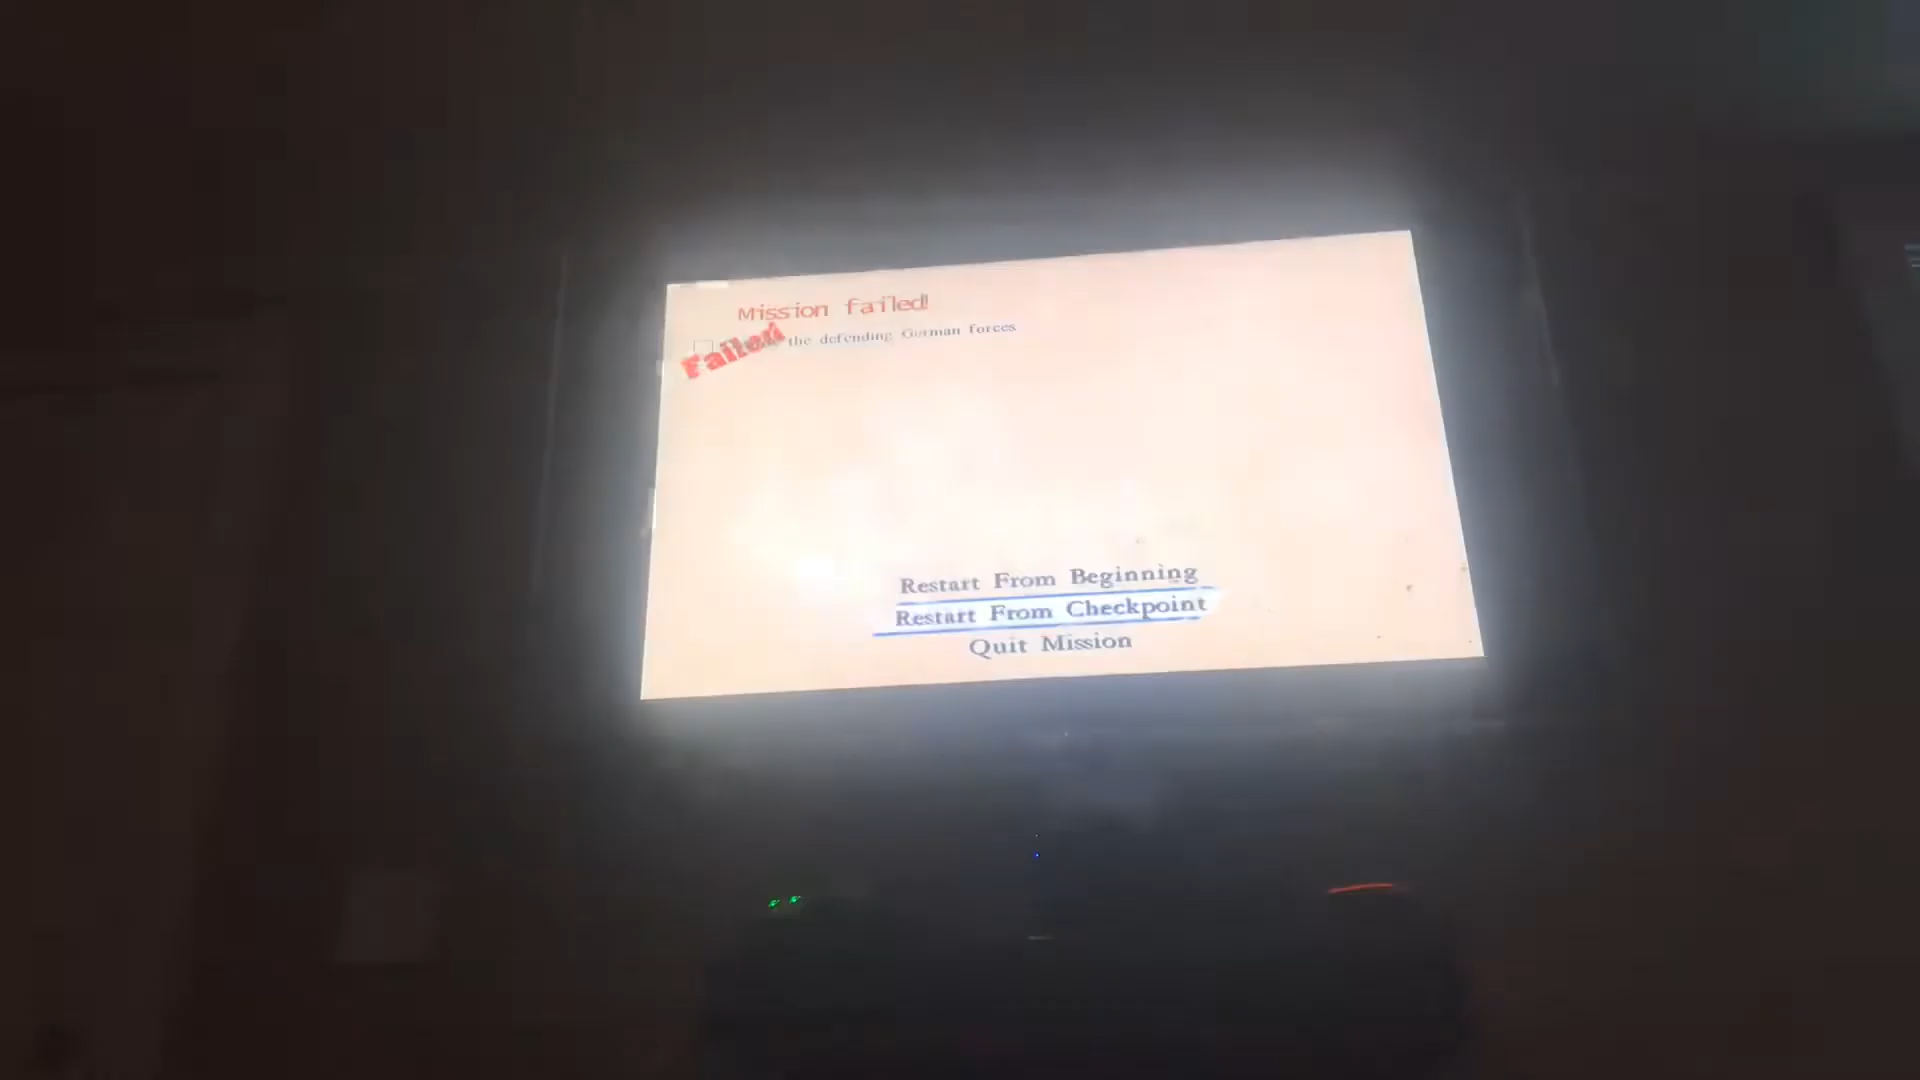 Mission failed!
Failed the defending German forces
Restart From Beginning
Restart From Checkpoint
Quit Mission